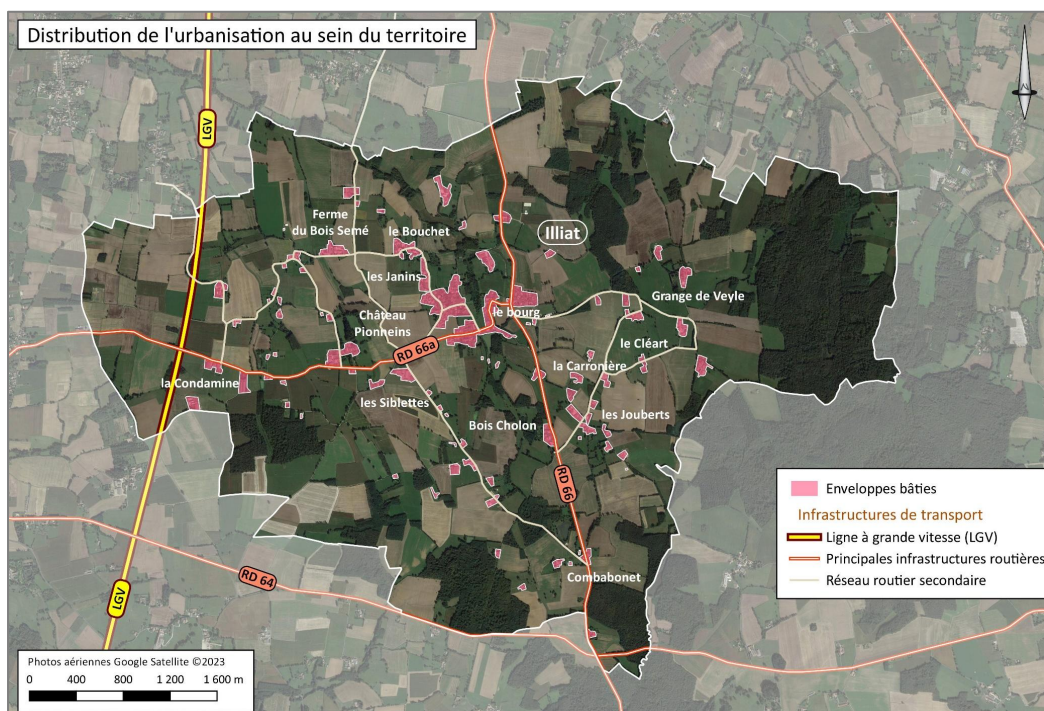 Distribution de l'urbanisation au sein du territoire
N
LGV
Ferme
du Bois Semé
le Bouchet
Illiat
les Janins
Grange de Veyle
Château
Pionneins
le bourg
RD 66a
le Cléart
la Carronière
la Condamine
les Siblettes
les Jouberts
Bois Cholon
RD 66
RD 64
LGV
Combabonet
Enveloppes bâties
Infrastructures de transport
Ligne à grande vitesse (LGV)
Principales infrastructures routières
Réseau routier secondaire
Photos aériennes Google Satellite ©2023
0 400 800 1 200 1 600 m